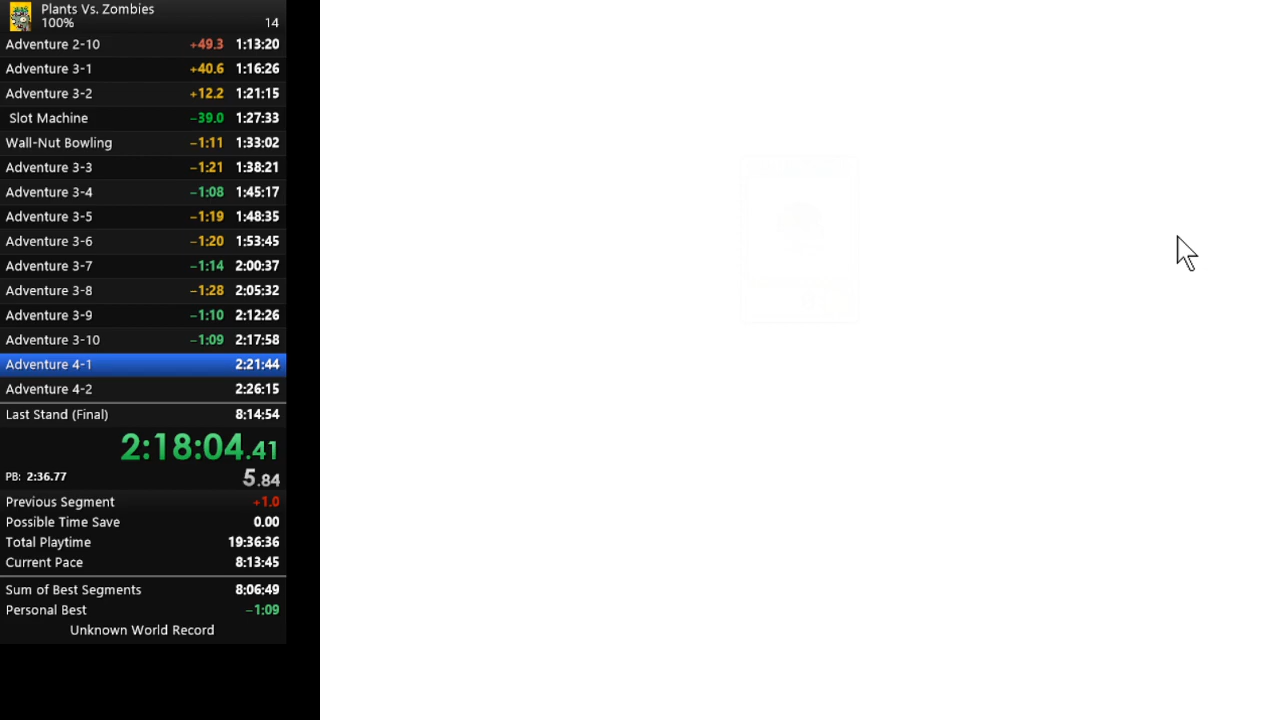 Plants Vs. Zombies
100% 14
Adventure 2-10 +49.3 1:13:20
Adventure 3-1 +40.6 1:16:26
Adventure 3-2 +12.2 1:21:15
Slot Machine −39.0 1:27:33
Wall-Nut Bowling −1:11 1:33:02
Adventure 3-3 −1:21 1:38:21
Adventure 3-4 −1:08 1:45:17
Adventure 3-5 −1:19 1:48:35
Adventure 3-6 −1:20 1:53:45
Adventure 3-7 −1:14 2:00:37
Adventure 3-8 −1:28 2:05:32
Adventure 3-9 −1:10 2:12:26
Adventure 3-10 −1:09 2:17:58
Adventure 4-1 2:21:44
Adventure 4-2 2:26:15
Last Stand (Final) 8:14:54
2:18:04.41
PB: 2:36.77 5.84
Previous Segment +1.0
Possible Time Save 0.00
Total Playtime 19:36:36
Current Pace 8:13:45
Sum of Best Segments 8:06:49
Personal Best −1:09
Unknown World Record